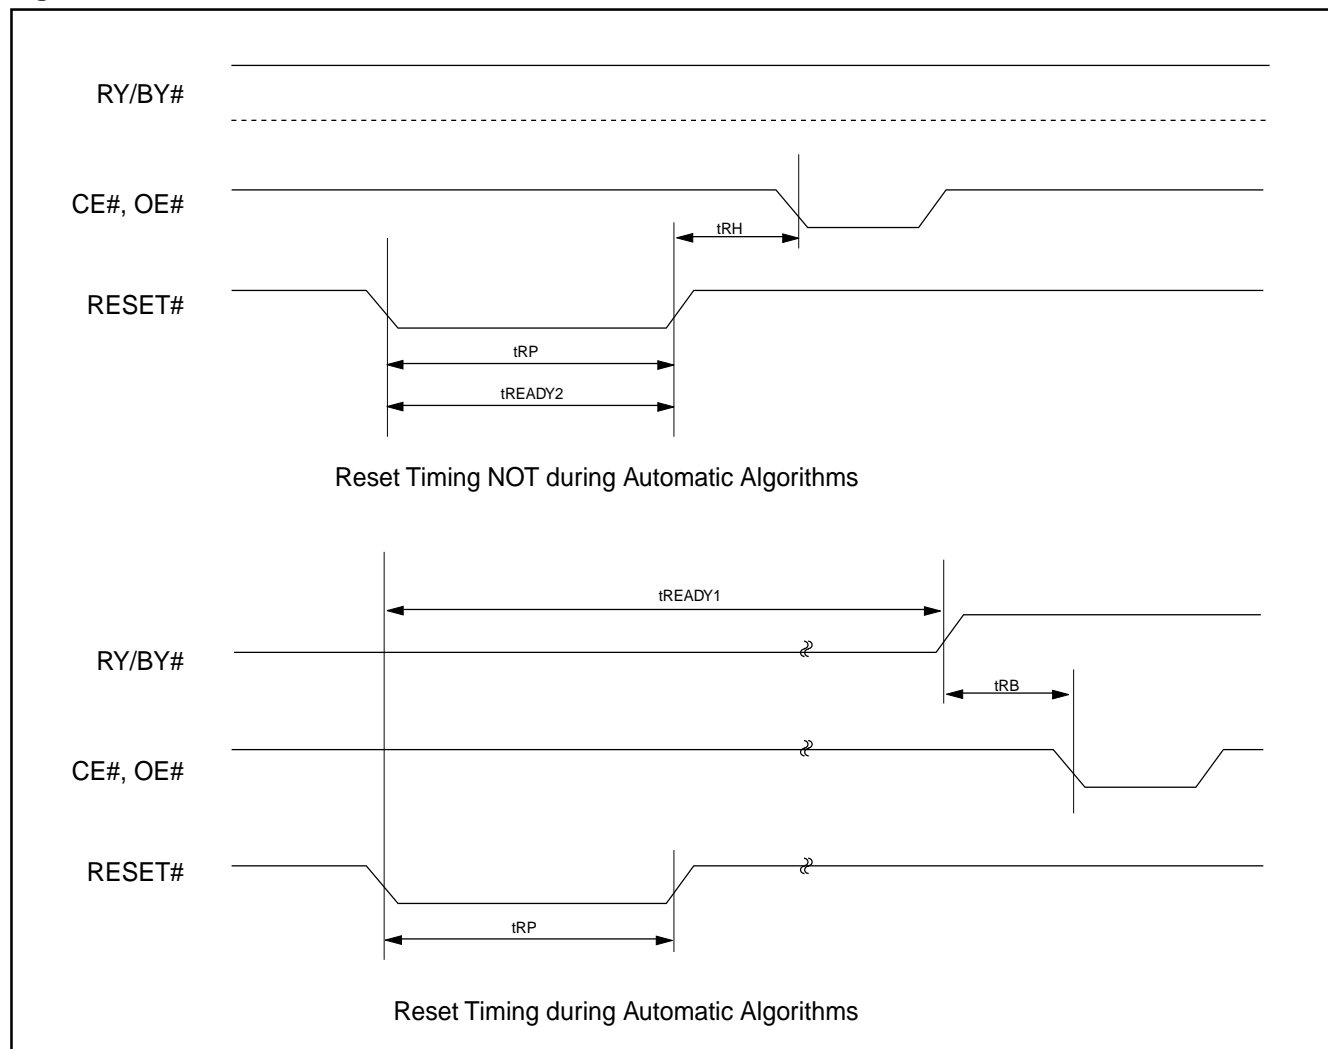 RY/BY#
CE#, OE#
tRH
RESET#
tRP
tREADY2
Reset Timing NOT during Automatic Algorithms
tREADY1
RY/BY#
tRB
CE#, OE#
RESET#
tRP
Reset Timing during Automatic Algorithms